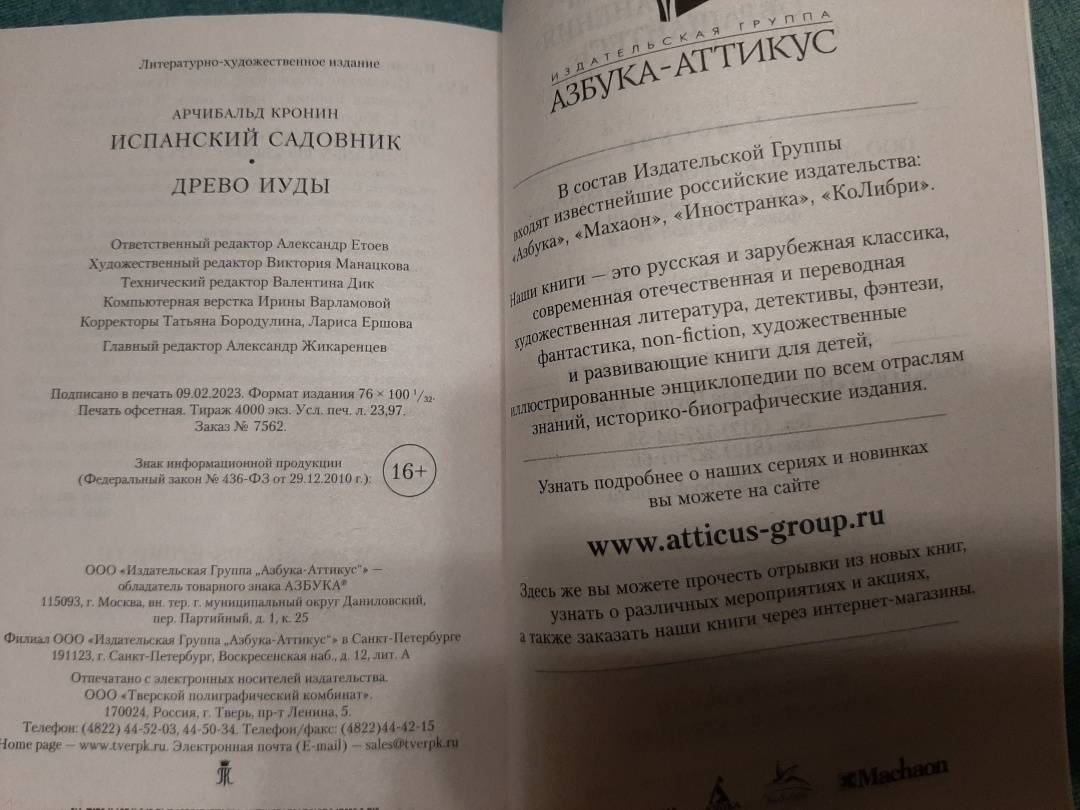 Литературно-художественное издание
АРЧИБАЛЬД КРОНИН
ИСПАНСКИЙ САДОВНИК
•
ДРЕВО ИУДЫ
Ответственный редактор Александр Етоев
Художественный редактор Виктория Манацкова
Технический редактор Валентина Дик
Компьютерная верстка Ирины Варламовой
Корректоры Татьяна Бородулина, Лариса Ершова
Главный редактор Александр Жикаренцев
Подписано в печать 09.02.2023. Формат издания 76 × 100 1/32.
Печать офсетная. Тираж 4000 экз. Усл. печ. л. 23,97.
Заказ № 7562.
Знак информационной продукции
(Федеральный закон № 436-ФЗ от 29.12.2010 г.):
16+
ООО «Издательская Группа „Азбука-Аттикус“» —
обладатель товарного знака АЗБУКА®
115093, г. Москва, вн. тер. г. муниципальный округ Даниловский,
пер. Партийный, д. 1, к. 25
Филиал ООО «Издательская Группа „Азбука-Аттикус“» в Санкт-Петербурге
191123, г. Санкт-Петербург, Воскресенская наб., д. 12, лит. А
Отпечатано с электронных носителей издательства.
ООО «Тверской полиграфический комбинат».
170024, Россия, г. Тверь, пр-т Ленина, 5.
Телефон: (4822) 44-52-03, 44-50-34. Телефон/факс: (4822)44-42-15
Home page — www.tverpk.ru. Электронная почта (E-mail) — sales@tverpk.ru
ИЗДАТЕЛЬСКАЯ ГРУППА
АЗБУКА-АТТИКУС
В состав Издательской Группы
входят известнейшие российские издательства:
«Азбука», «Махаон», «Иностранка», «КоЛибри».
Наши книги — это русская и зарубежная классика,
современная отечественная и переводная
художественная литература, детективы, фэнтези,
фантастика, non-fiction, художественные
и развивающие книги для детей,
иллюстрированные энциклопедии по всем отраслям
знаний, историко-биографические издания.
Узнать подробнее о наших сериях и новинках
вы можете на сайте
www.atticus-group.ru
Здесь же вы можете прочесть отрывки из новых книг,
узнать о различных мероприятиях и акциях,
а также заказать наши книги через интернет-магазины.
Machaon